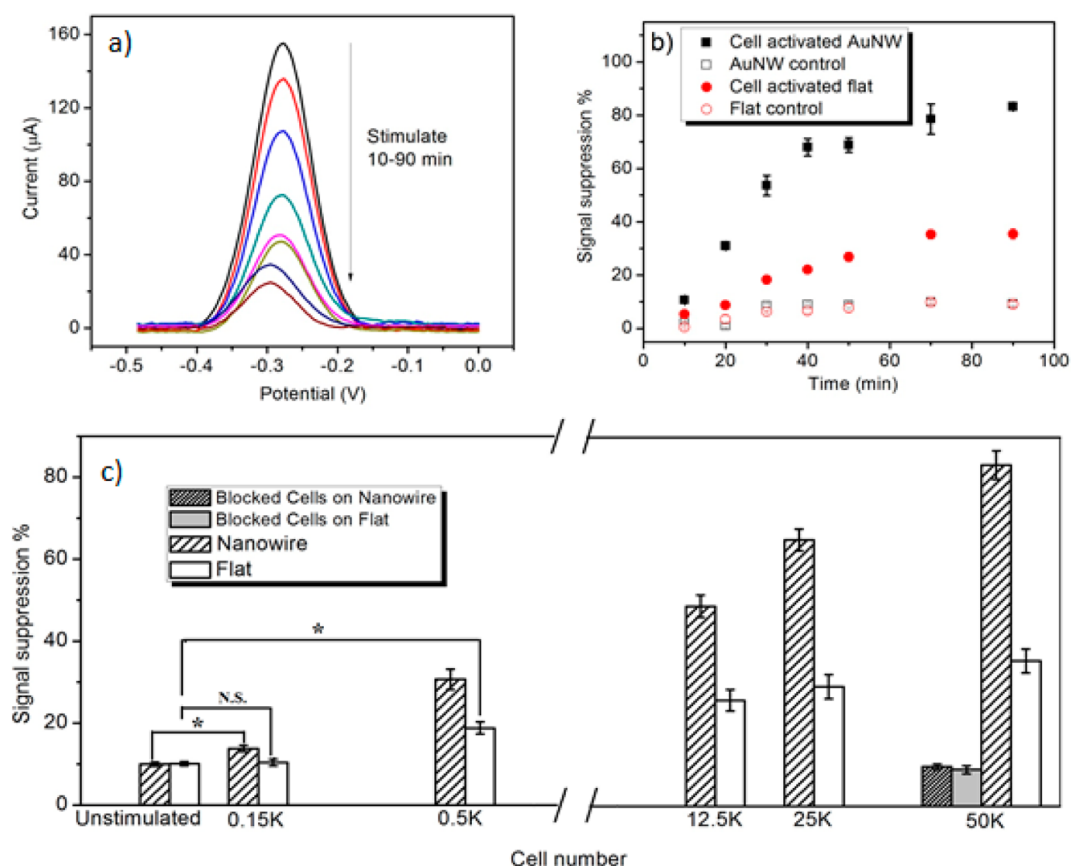 a)
160
120
80
40
0
Current (μA)
Stimulate
10-90 min
-0.5 -0.4 -0.3 -0.2 -0.1 0.0
Potential (V)
b)
Cell activated AuNW
AuNW control
Cell activated flat
Flat control
100
80
60
40
20
0
Signal suppression %
0 20 40 60 80 100
Time (min)
c)
Blocked Cells on Nanowire
Blocked Cells on Flat
Nanowire
Flat
80
60
40
20
0
Signal suppression %
*
N.S.
*
Unstimulated 0.15K 0.5K 12.5K 25K 50K
Cell number